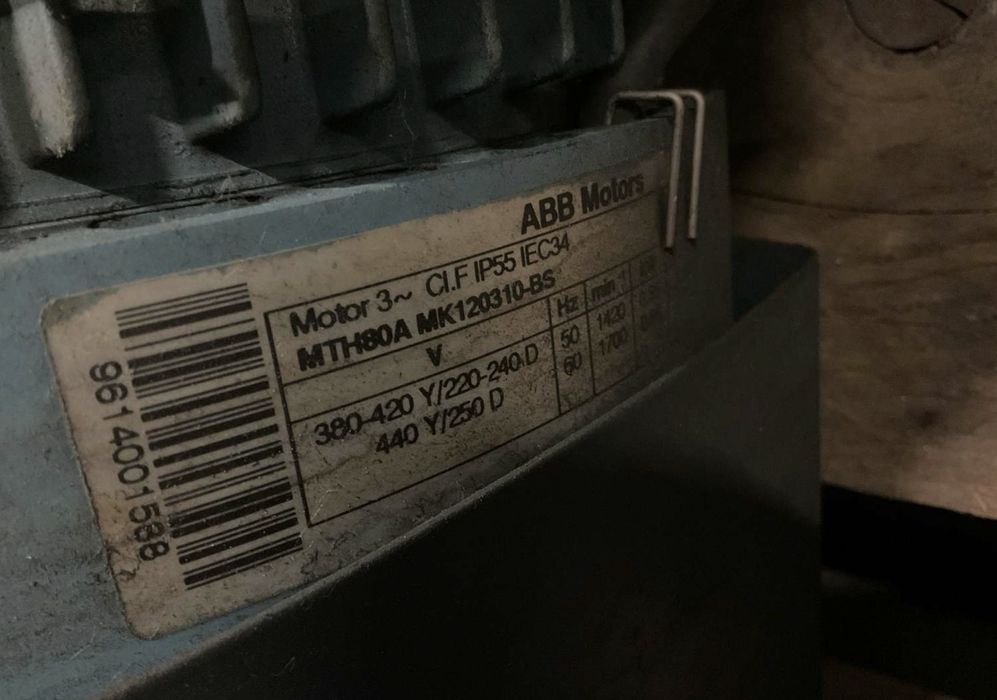 ABB Motors
Motor 3~ Cl.F IP55 IEC34
MTH80A MK120310-BS
V Hz min⁻¹
380-420 Y/220-240 D 50 1420
440 Y/250 D 60 1700
9614001588